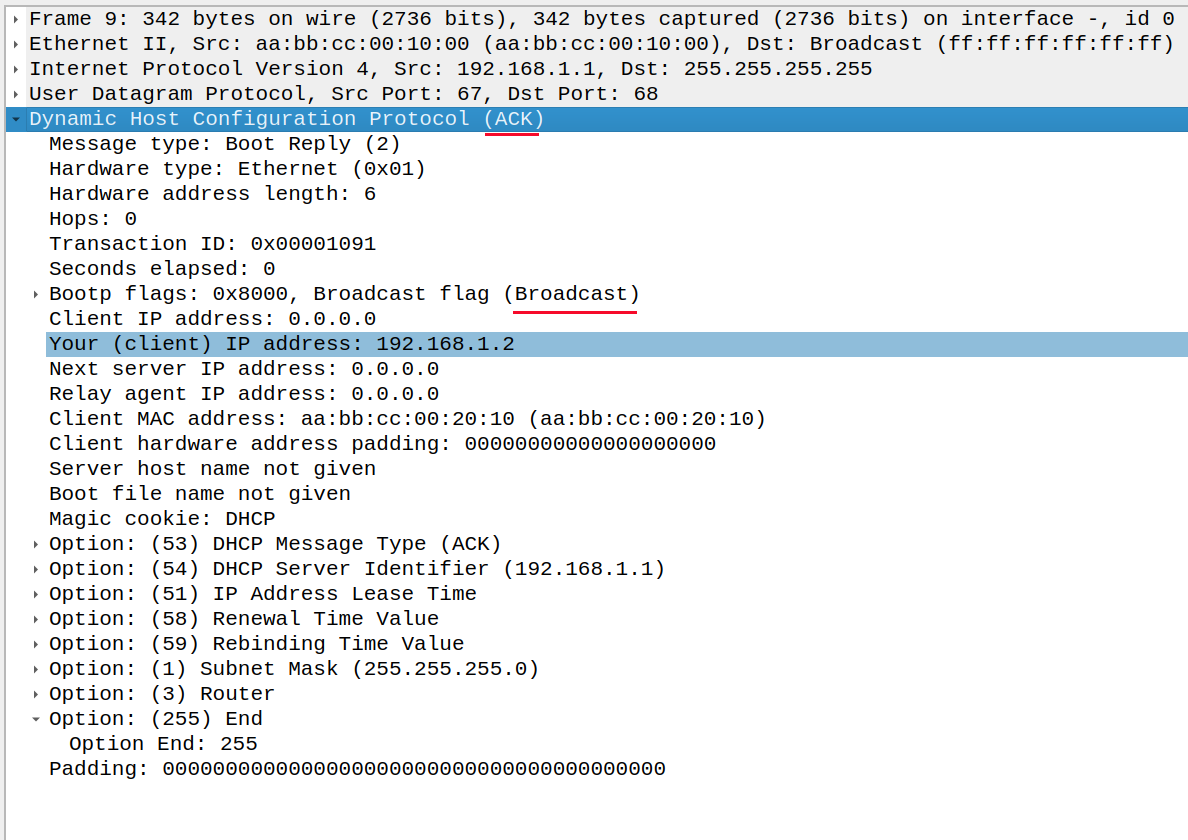 Frame 9: 342 bytes on wire (2736 bits), 342 bytes captured (2736 bits) on interface -, id 0
Ethernet II, Src: aa:bb:cc:00:10:00 (aa:bb:cc:00:10:00), Dst: Broadcast (ff:ff:ff:ff:ff:ff)
Internet Protocol Version 4, Src: 192.168.1.1, Dst: 255.255.255.255
User Datagram Protocol, Src Port: 67, Dst Port: 68
Dynamic Host Configuration Protocol (ACK)
Message type: Boot Reply (2)
Hardware type: Ethernet (0x01)
Hardware address length: 6
Hops: 0
Transaction ID: 0x00001091
Seconds elapsed: 0
Bootp flags: 0x8000, Broadcast flag (Broadcast)
Client IP address: 0.0.0.0
Your (client) IP address: 192.168.1.2
Next server IP address: 0.0.0.0
Relay agent IP address: 0.0.0.0
Client MAC address: aa:bb:cc:00:20:10 (aa:bb:cc:00:20:10)
Client hardware address padding: 00000000000000000000
Server host name not given
Boot file name not given
Magic cookie: DHCP
Option: (53) DHCP Message Type (ACK)
Option: (54) DHCP Server Identifier (192.168.1.1)
Option: (51) IP Address Lease Time
Option: (58) Renewal Time Value
Option: (59) Rebinding Time Value
Option: (1) Subnet Mask (255.255.255.0)
Option: (3) Router
Option: (255) End
Option End: 255
Padding: 0000000000000000000000000000000000000000